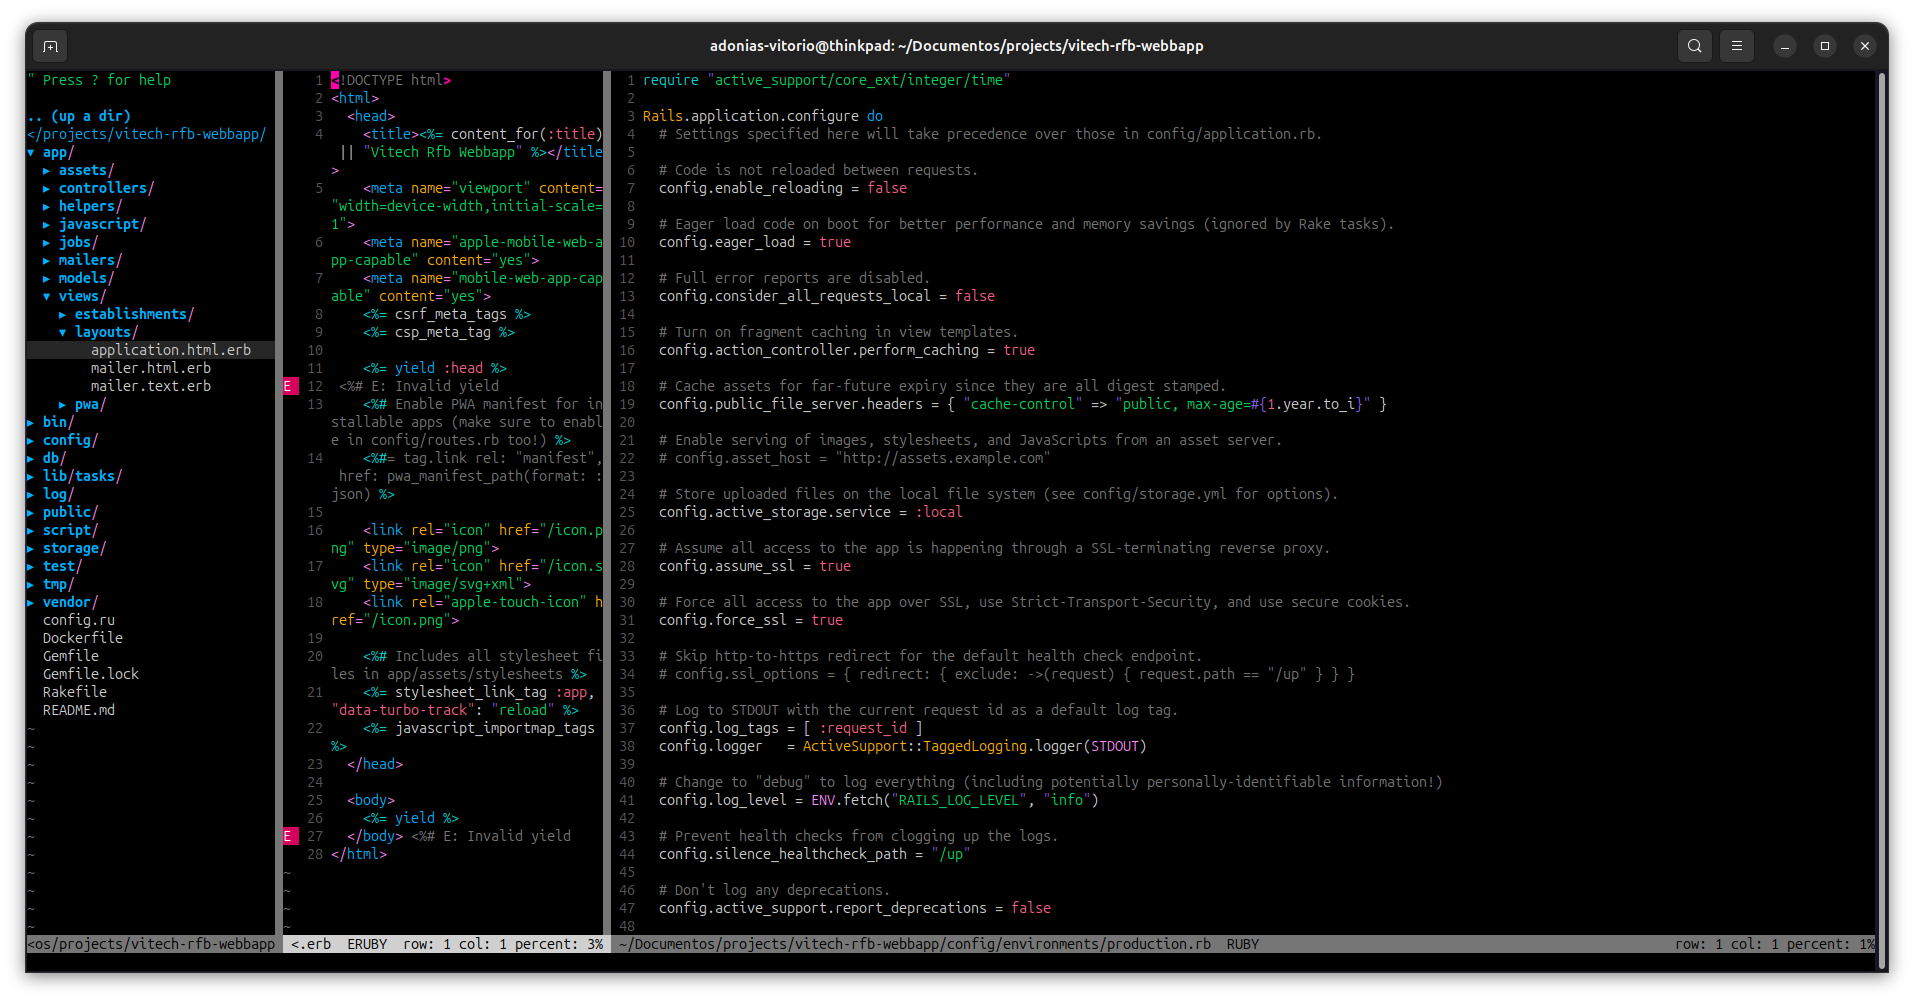 adonias-vitorio@thinkpad: ~/Documentos/projects/vitech-rfb-webbapp
" Press ? for help
.. (up a dir)
</projects/vitech-rfb-webbapp/
▾ app/
▸ assets/
▸ controllers/
▸ helpers/
▸ javascript/
▸ jobs/
▸ mailers/
▸ models/
▾ views/
▸ establishments/
▾ layouts/
application.html.erb
mailer.html.erb
mailer.text.erb
▸ pwa/
▸ bin/
▸ config/
▸ db/
▸ lib/tasks/
▸ log/
▸ public/
▸ script/
▸ storage/
▸ test/
▸ tmp/
▸ vendor/
config.ru
Dockerfile
Gemfile
Gemfile.lock
Rakefile
README.md
~
~
~
~
~
~
~
~
~
~
~
~
<os/projects/vitech-rfb-webbapp
1 <!DOCTYPE html>
2 <html>
3 <head>
4 <title><%= content_for(:title)
|| "Vitech Rfb Webbapp" %></title
>
5 <meta name="viewport" content=
"width=device-width,initial-scale=
1">
6 <meta name="apple-mobile-web-a
pp-capable" content="yes">
7 <meta name="mobile-web-app-cap
able" content="yes">
8 <%= csrf_meta_tags %>
9 <%= csp_meta_tag %>
10
11 <%= yield :head %>
E 12 <%# E: Invalid yield
13 <%# Enable PWA manifest for in
stallable apps (make sure to enabl
e in config/routes.rb too!) %>
14 <%#= tag.link rel: "manifest",
href: pwa_manifest_path(format: :
json) %>
15
16 <link rel="icon" href="/icon.p
ng" type="image/png">
17 <link rel="icon" href="/icon.s
vg" type="image/svg+xml">
18 <link rel="apple-touch-icon" h
ref="/icon.png">
19
20 <%# Includes all stylesheet fi
les in app/assets/stylesheets %>
21 <%= stylesheet_link_tag :app,
"data-turbo-track": "reload" %>
22 <%= javascript_importmap_tags
%>
23 </head>
24
25 <body>
26 <%= yield %>
E 27 </body> <%# E: Invalid yield
28 </html>
~
~
~
~
<.erb ERUBY row: 1 col: 1 percent: 3%
1 require "active_support/core_ext/integer/time"
2
3 Rails.application.configure do
4 # Settings specified here will take precedence over those in config/application.rb.
5
6 # Code is not reloaded between requests.
7 config.enable_reloading = false
8
9 # Eager load code on boot for better performance and memory savings (ignored by Rake tasks).
10 config.eager_load = true
11
12 # Full error reports are disabled.
13 config.consider_all_requests_local = false
14
15 # Turn on fragment caching in view templates.
16 config.action_controller.perform_caching = true
17
18 # Cache assets for far-future expiry since they are all digest stamped.
19 config.public_file_server.headers = { "cache-control" => "public, max-age=#{1.year.to_i}" }
20
21 # Enable serving of images, stylesheets, and JavaScripts from an asset server.
22 # config.asset_host = "http://assets.example.com"
23
24 # Store uploaded files on the local file system (see config/storage.yml for options).
25 config.active_storage.service = :local
26
27 # Assume all access to the app is happening through a SSL-terminating reverse proxy.
28 config.assume_ssl = true
29
30 # Force all access to the app over SSL, use Strict-Transport-Security, and use secure cookies.
31 config.force_ssl = true
32
33 # Skip http-to-https redirect for the default health check endpoint.
34 # config.ssl_options = { redirect: { exclude: ->(request) { request.path == "/up" } } }
35
36 # Log to STDOUT with the current request id as a default log tag.
37 config.log_tags = [ :request_id ]
38 config.logger   = ActiveSupport::TaggedLogging.logger(STDOUT)
39
40 # Change to "debug" to log everything (including potentially personally-identifiable information!)
41 config.log_level = ENV.fetch("RAILS_LOG_LEVEL", "info")
42
43 # Prevent health checks from clogging up the logs.
44 config.silence_healthcheck_path = "/up"
45
46 # Don't log any deprecations.
47 config.active_support.report_deprecations = false
48
~/Documentos/projects/vitech-rfb-webbapp/config/environments/production.rb RUBY row: 1 col: 1 percent: 1%